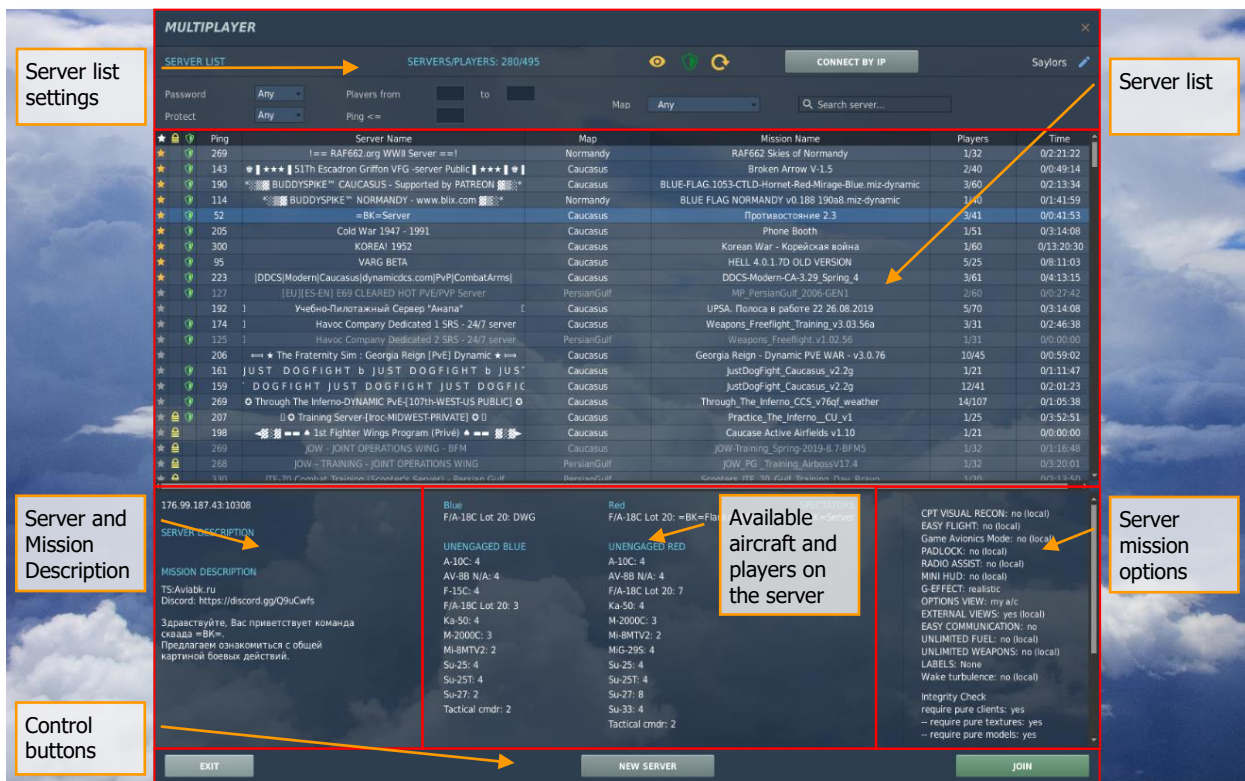 MULTIPLAYER
Server list settings
SERVER LIST
SERVERS/PLAYERS: 280/495
CONNECT BY IP
Saylors
Server list
Password Any Players from to
Map Any Search server...
Protect Any Ping <=
Ping Server Name Map Mission Name Players Time
269 !== RAF662.org WWII Server ==! Normandy RAF662 Skies of Normandy 1/32 0/2:21:22
143 ★★★ 51Th Escadron Griffon VFG -server Public ★★★ Caucasus Broken Arrow V-1.5 2/40 0/0:49:14
190 BUDDYSPIKE™ CAUCASUS - Supported by PATREON Caucasus BLUE-FLAG.1053-CTLD-Hornet-Red-Mirage-Blue.miz-dynamic 3/60 0/2:13:34
114 BUDDYSPIKE™ NORMANDY - www.blix.com Normandy BLUE FLAG NORMANDY v0.188 190a8.miz-dynamic 1/40 0/1:41:59
52 =BK=Server Caucasus Противостояние 2.3 3/41 0/0:41:53
205 Cold War 1947 - 1991 Caucasus Phone Booth 1/51 0/3:14:08
300 KOREA! 1952 Caucasus Korean War - Корейская война 1/60 0/13:20:30
95 VARG BETA Caucasus HELL 4.0.1.7D OLD VERSION 5/25 0/8:11:03
223 |DDCS|Modern|Caucasus|dynamicdcs.com|PvP|CombatArms| Caucasus DDCS-Modern-CA-3.29_Spring_4 3/61 0/4:13:15
127 [EU][ES-EN] E69 CLEARED HOT PVE/PVP Server PersianGulf MP_PersianGulf_2006-GEN1 2/60 0/0:27:42
192 ] Учебно-Пилотажный Сервер "Анапа" [ Caucasus UPSA. Полоса в работе 22 26.08.2019 5/70 0/3:14:08
174 ] Havoc Company Dedicated 1 SRS - 24/7 server Caucasus Weapons_Freeflight_Training_v3.03.56a 3/31 0/2:46:38
125 ] Havoc Company Dedicated 2 SRS - 24/7 server PersianGulf Weapons_Freeflight.v1.02.56 1/31 0/0:00:00
206 ★ The Fraternity Sim : Georgia Reign [PvE] Dynamic ★ Caucasus Georgia Reign - Dynamic PVE WAR - v3.0.76 10/45 0/0:59:02
161 JUST DOGFIGHT b JUST DOGFIGHT b JUS Caucasus JustDogFight_Caucasus_v2.2g 1/21 0/1:11:47
159 DOGFIGHT JUST DOGFIGHT JUST DOGFIG Caucasus JustDogFight_Caucasus_v2.2g 12/41 0/2:01:23
269 ✪ Through The Inferno-DYNAMIC PvE-[107th-WEST-US PUBLIC] ✪ Caucasus Through_The_Inferno_CCS_v76qf_weather 14/107 0/1:05:38
207 ✪ Training Server-[Iroc-MIDWEST-PRIVATE] ✪ Caucasus Practice_The_Inferno__CU_v1 1/25 0/3:52:51
198 ♠ 1st Fighter Wings Program (Privé) ♠ Caucasus Caucase Active Airfields v1.10 1/21 0/0:00:00
269 JOW - JOINT OPERATIONS WING - BFM Caucasus JOW-Training_Spring-2019-8.7-BFM5 1/32 0/1:16:48
268 JOW - TRAINING - JOINT OPERATIONS WING PersianGulf JOW_PG_Training_AirbossV17.4 1/32 0/3:20:01
330 ITF-70 Combat Training (Scooter's Server) - Persian Gulf PersianGulf Scooters_ITF_70_Gulf_Training_Day_Bravo 1/20 0/2:13:50
Server and Mission Description
176.99.187.43:10308
SERVER DESCRIPTION
MISSION DESCRIPTION
TS:Aviabk.ru
Discord: https://discord.gg/Q9uCwfs
Здравствуйте, Вас приветствует команда
сквада =BK=.
Предлагаем ознакомиться с общей
картиной боевых действий.
Blue
F/A-18C Lot 20: DWG
UNENGAGED BLUE
A-10C: 4
AV-8B N/A: 4
F-15C: 4
F/A-18C Lot 20: 3
Ka-50: 4
M-2000C: 3
Mi-8MTV2: 2
Su-25: 4
Su-25T: 4
Su-27: 2
Tactical cmdr: 2
Red
F/A-18C Lot 20: =BK=Flan
UNENGAGED RED
A-10C: 4
AV-8B N/A: 4
F/A-18C Lot 20: 7
Ka-50: 4
M-2000C: 3
Mi-8MTV2: 2
MiG-29S: 4
Su-25: 4
Su-25T: 4
Su-27: 8
Su-33: 4
Tactical cmdr: 2
SPECTATORS
=Server
Available aircraft and players on the server
CPT VISUAL RECON: no (local)
EASY FLIGHT: no (local)
Game Avionics Mode: no (local)
PADLOCK: no (local)
RADIO ASSIST: no (local)
MINI HUD: no (local)
G-EFFECT: realistic
OPTIONS VIEW: my a/c
EXTERNAL VIEWS: yes (local)
EASY COMMUNICATION: no
UNLIMITED FUEL: no (local)
UNLIMITED WEAPONS: no (local)
LABELS: None
Wake turbulence: no (local)
Integrity Check
require pure clients: yes
-- require pure textures: yes
-- require pure models: yes
Server mission options
Control buttons
EXIT
NEW SERVER
JOIN